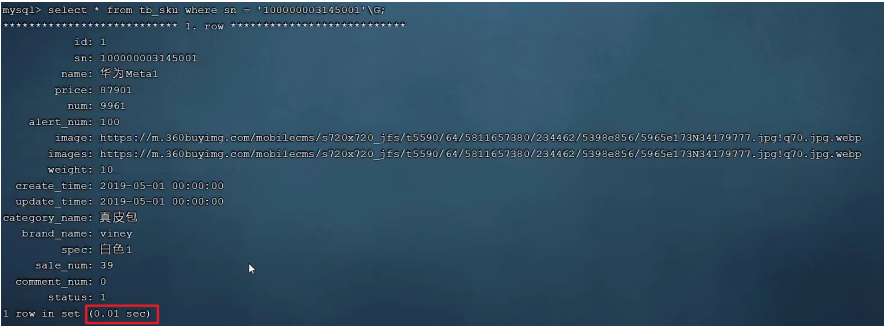 mysql> select * from tb_sku where sn = '100000003145001'\G;
*************************** 1. row ***************************
id: 1
sn: 100000003145001
name: 华为Meta1
price: 87901
num: 9961
alert_num: 100
image: https://m.360buyimg.com/mobilecms/s720x720_jfs/t5590/64/5811657380/234462/5398e856/5965e173N34179777.jpg!q70.jpg.webp
images: https://m.360buyimg.com/mobilecms/s720x720_jfs/t5590/64/5811657380/234462/5398e856/5965e173N34179777.jpg!q70.jpg.webp
weight: 10
create_time: 2019-05-01 00:00:00
update_time: 2019-05-01 00:00:00
category_name: 真皮包
brand_name: viney
spec: 白色1
sale_num: 39
comment_num: 0
status: 1
1 row in set (0.01 sec)